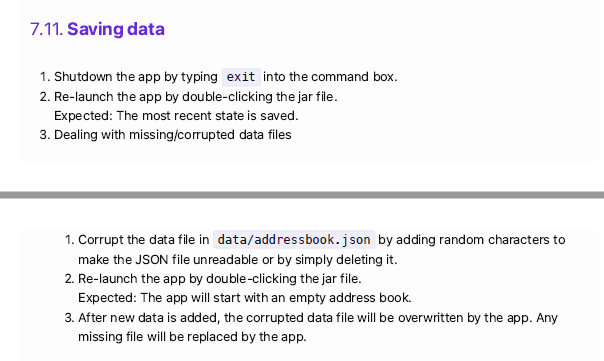 7.11. Saving data
1. Shutdown the app by typing exit into the command box.
2. Re-launch the app by double-clicking the jar file.
Expected: The most recent state is saved.
3. Dealing with missing/corrupted data files
1. Corrupt the data file in data/addressbook.json by adding random characters to
make the JSON file unreadable or by simply deleting it.
2. Re-launch the app by double-clicking the jar file.
Expected: The app will start with an empty address book.
3. After new data is added, the corrupted data file will be overwritten by the app. Any
missing file will be replaced by the app.